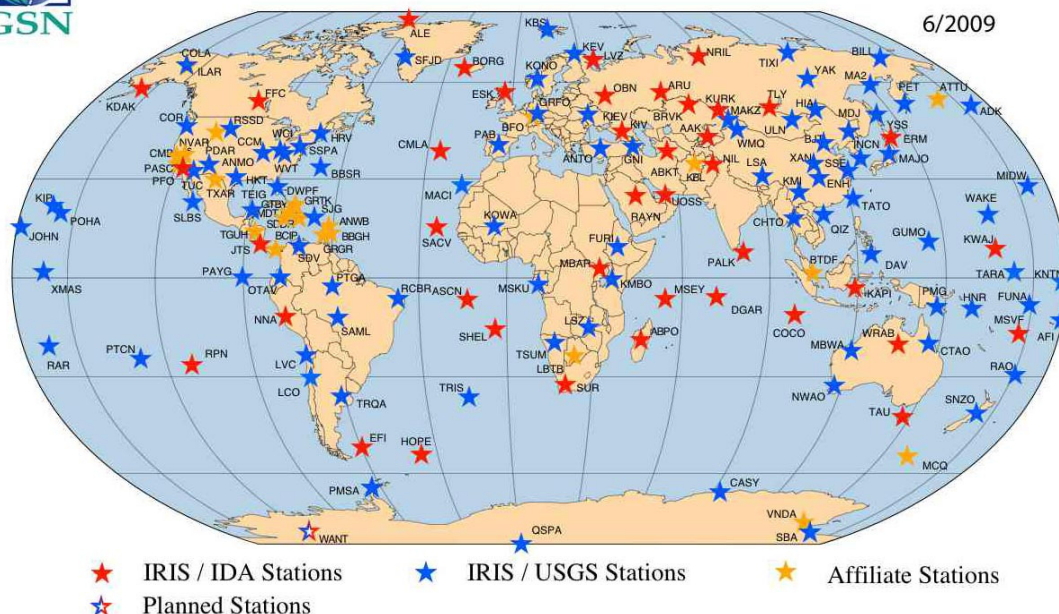 GSN
6/2009
ALE
KBS
COLA
ILAR
SFJD
BORG
KEV
LVZ
NRIL
TIXI
BILL
KONO
YAK
MA2
PET
ATTU
KDAK
FFC
ESK
GRFO
OBN
ARU
BRVK
KURK
TLY
HIA
MDJ
ADK
COR
RSSD
NVAR
WCI
HRV
BFO
KIEV
KIV
AAK
MAKZ
ULN
YSS
ERM
CCM
SSPA
CMLA
PAB
WMQ
BJT
INCN
CMB
PDAR
ANMO
WVT
BBSR
ANTO
GNI
ABKT
KBL
NIL
LSA
XAN
SSE
MAJO
PASC
PFO
TUC
TXAR
HKT
DWPF
MACI
RAYN
UOSS
KMI
ENH
TATO
MIDW
KIP
POHA
SLBS
TEIG
GTBY
GRTK
MDT
SDDR
SJG
ANWB
KOWA
CHTO
QIZ
WAKE
JOHN
TGUH
BCIP
BBGH
SACV
FURI
GUMO
KWAJ
JTS
SDV
GRGR
PALK
BTDF
DAV
XMAS
PAYG
OTAV
PTGA
MSKU
MBAR
KMBO
TARA
KNTN
RCBR
ASCN
MSEY
DGAR
KAPI
PMG
HNR
FUNA
NNA
SAML
SHEL
LSZ
ABPO
COCO
WRAB
MSVF
AFI
RAR
PTCN
RPN
LVC
TSUM
LBTB
MBWA
CTAO
LCO
TRQA
TRIS
SUR
NWAO
RAO
TAU
SNZO
EFI
HOPE
MCQ
PMSA
CASY
VNDA
WANT
QSPA
SBA
IRIS / IDA Stations
IRIS / USGS Stations
Affiliate Stations
Planned Stations